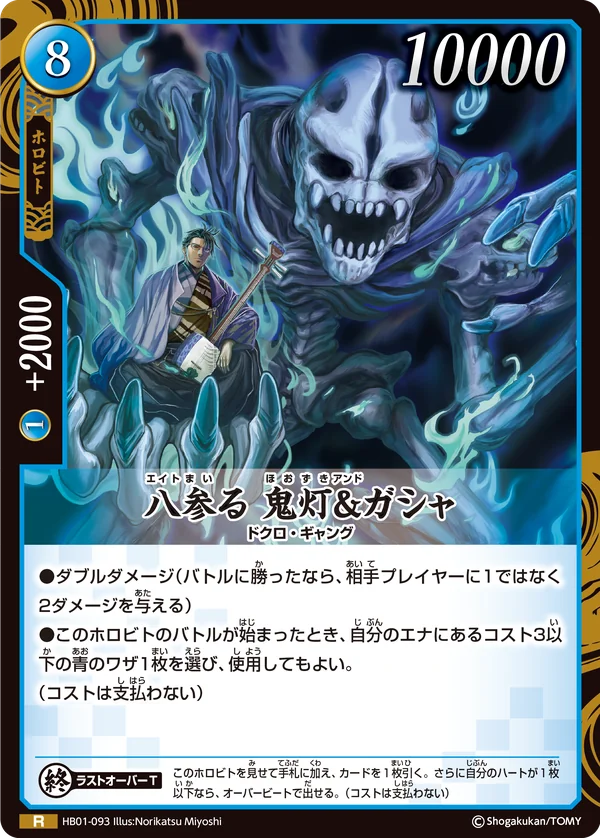 8
10000
ホロビト
+2000
1
エイトまい ほおずきアンド
八参る 鬼灯&ガシャ
ドクロ・ギャング
●ダブルダメージ(バトルに勝ったなら、相手プレイヤーに1ではなく
2ダメージを与える)
●このホロビトのバトルが始まったとき、自分のエナにあるコスト3以
下の青のワザ1枚を選び、使用してもよい。
(コストは支払わない)
終 ラストオーバーT
このホロビトを見せて手札に加え、カードを1枚引く。さらに自分のハートが1枚
以下なら、オーバービートで出せる。(コストは支払わない)
R HB01-093 Illus:Norikatsu Miyoshi
©Shogakukan/TOMY